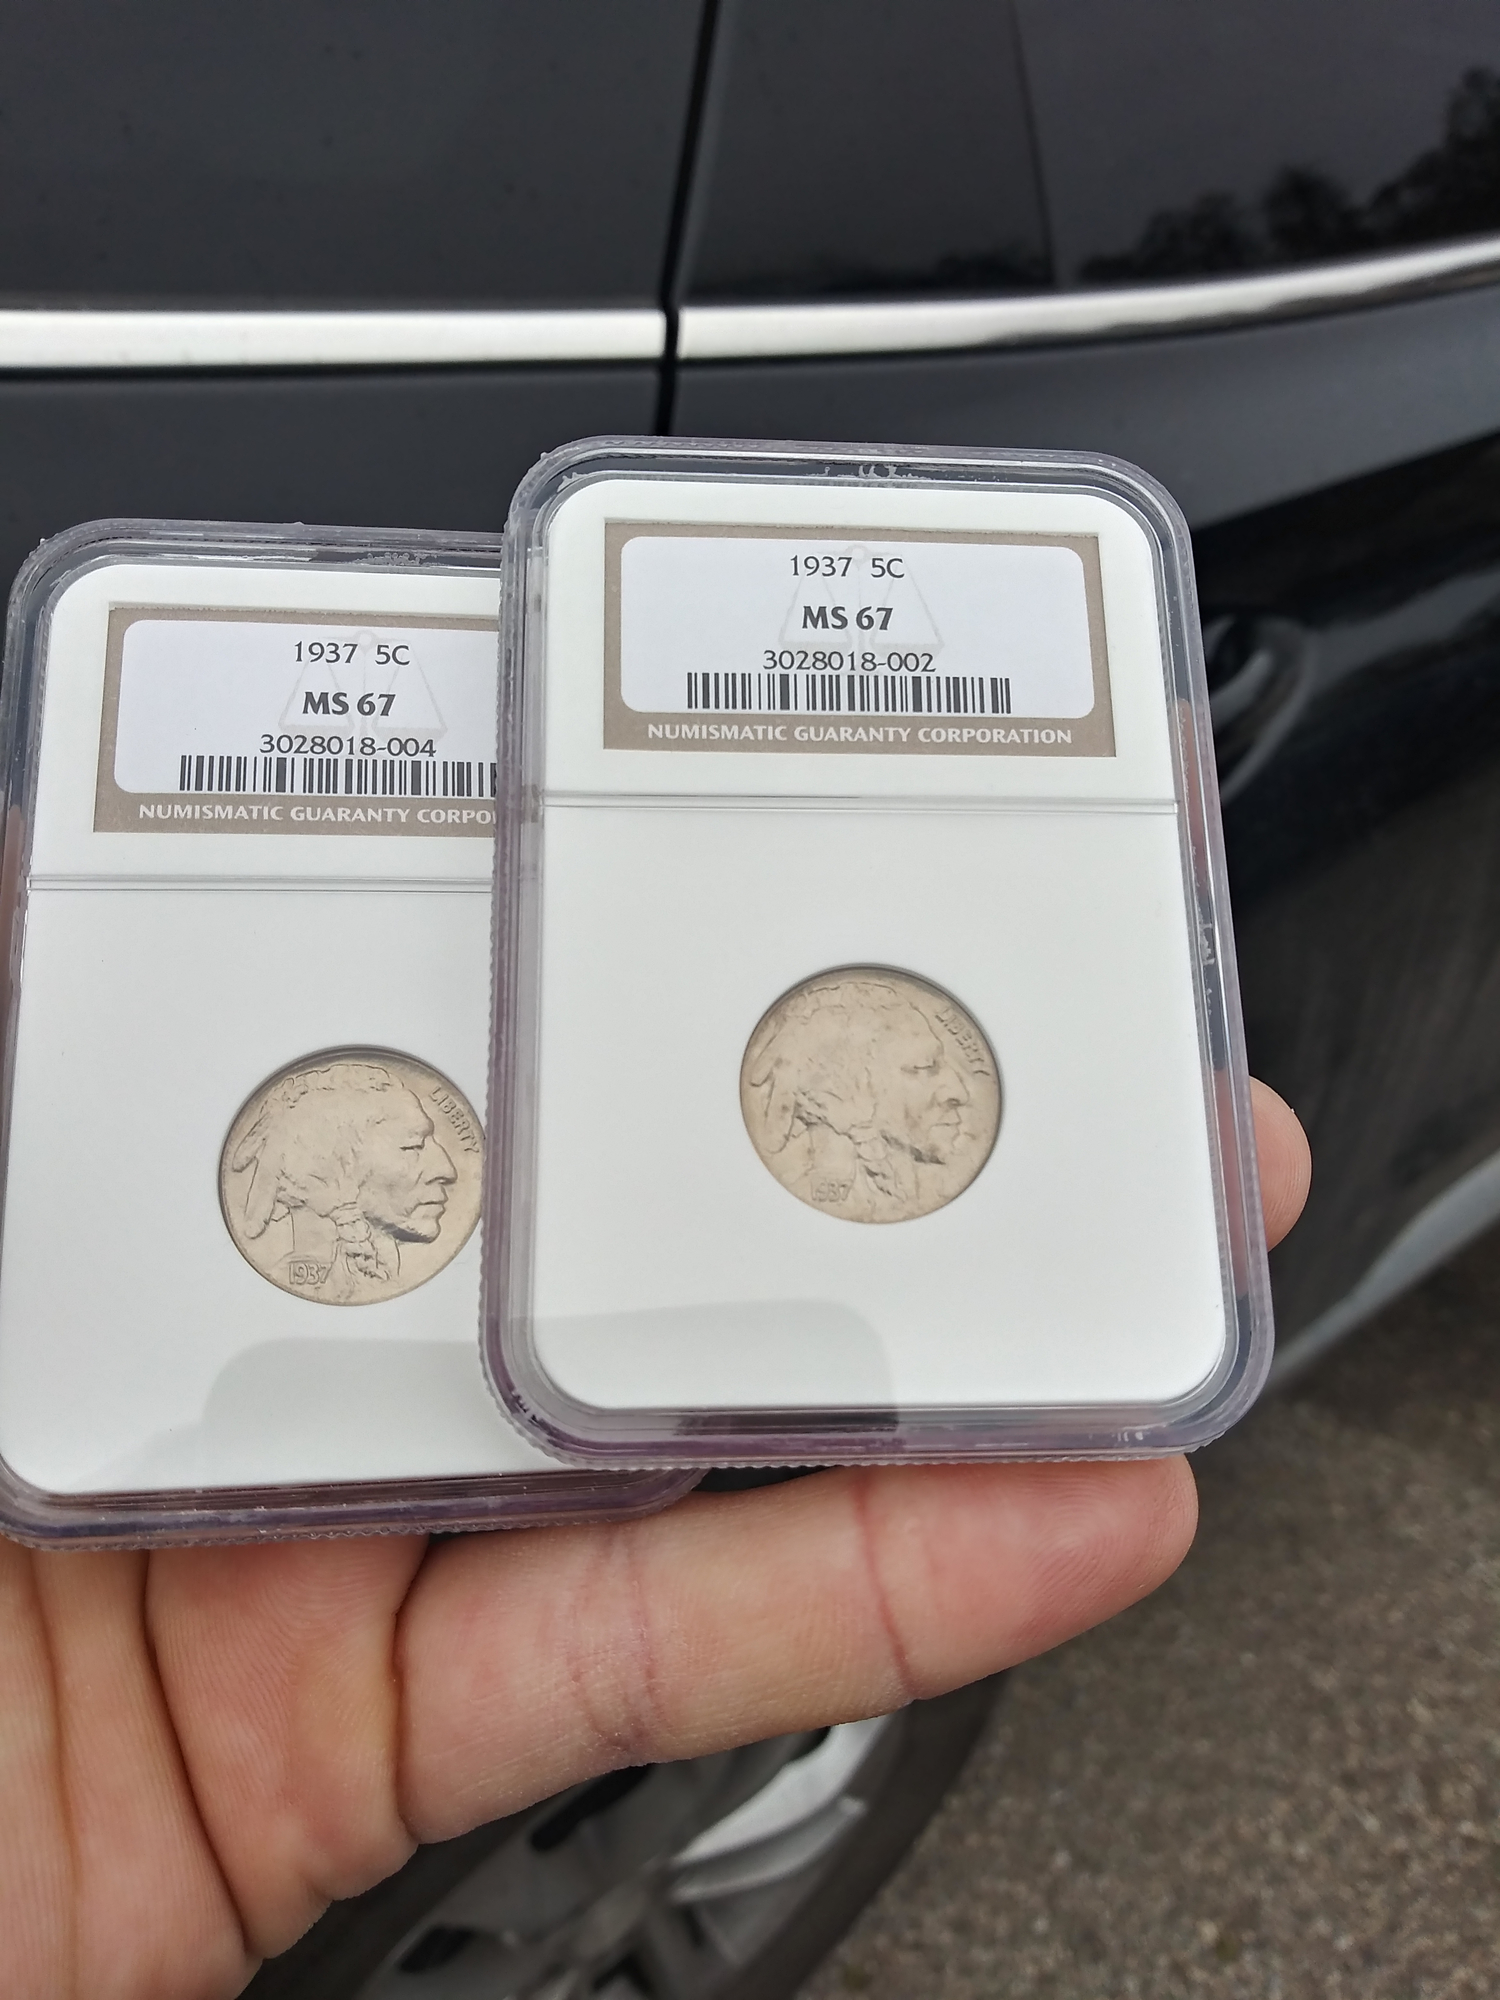 1937 5C
MS 67
3028018-004
NUMISMATIC GUARANTY
LIBERTY
1937
1937 5C
MS 67
3028018-002
NUMISMATIC GUARANTY CORPORATION
LIBERTY
1937